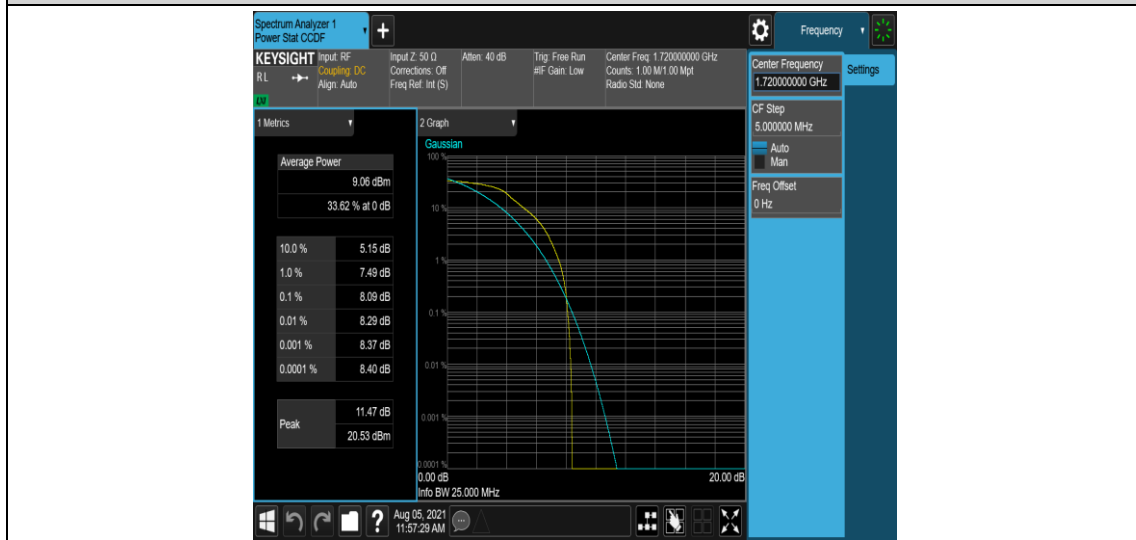 Spectrum Analyzer 1
Power Stat CCDF
+
Frequency
KEYSIGHT
R L
LXI
Input: RF
Coupling: DC
Align: Auto
Input Z: 50 Ω
Corrections: Off
Freq Ref: Int (S)
Atten: 40 dB
Trig: Free Run
#IF Gain: Low
Center Freq: 1.720000000 GHz
Counts: 1.00 M/1.00 Mpt
Radio Std: None
Center Frequency
1.720000000 GHz
Settings
CF Step
5.000000 MHz
Auto
Man
Freq Offset
0 Hz
1 Metrics
Average Power
9.06 dBm
33.62 % at 0 dB
10.0 % 5.15 dB
1.0 % 7.49 dB
0.1 % 8.09 dB
0.01 % 8.29 dB
0.001 % 8.37 dB
0.0001 % 8.40 dB
Peak
11.47 dB
20.53 dBm
2 Graph
Gaussian
100 %
10 %
1 %
0.1 %
0.01 %
0.001 %
0.0001 %
0.00 dB 20.00 dB
Info BW 25.000 MHz
?
Aug 05, 2021
11:57:29 AM